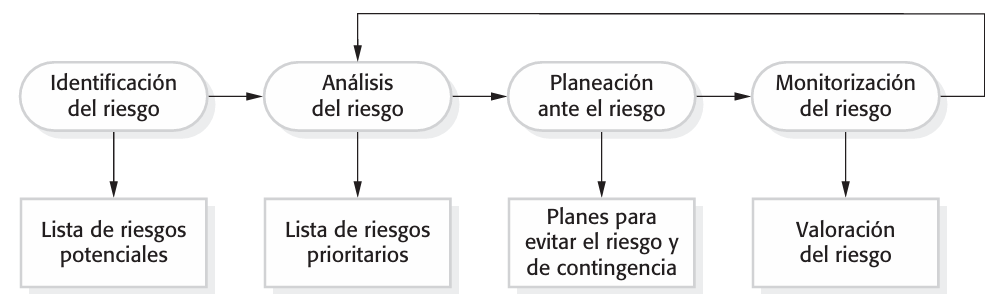 Identificación
del riesgo
Análisis
del riesgo
Planeación
ante el riesgo
Monitorización
del riesgo
Lista de riesgos
potenciales
Lista de riesgos
prioritarios
Planes para
evitar el riesgo y
de contingencia
Valoración
del riesgo